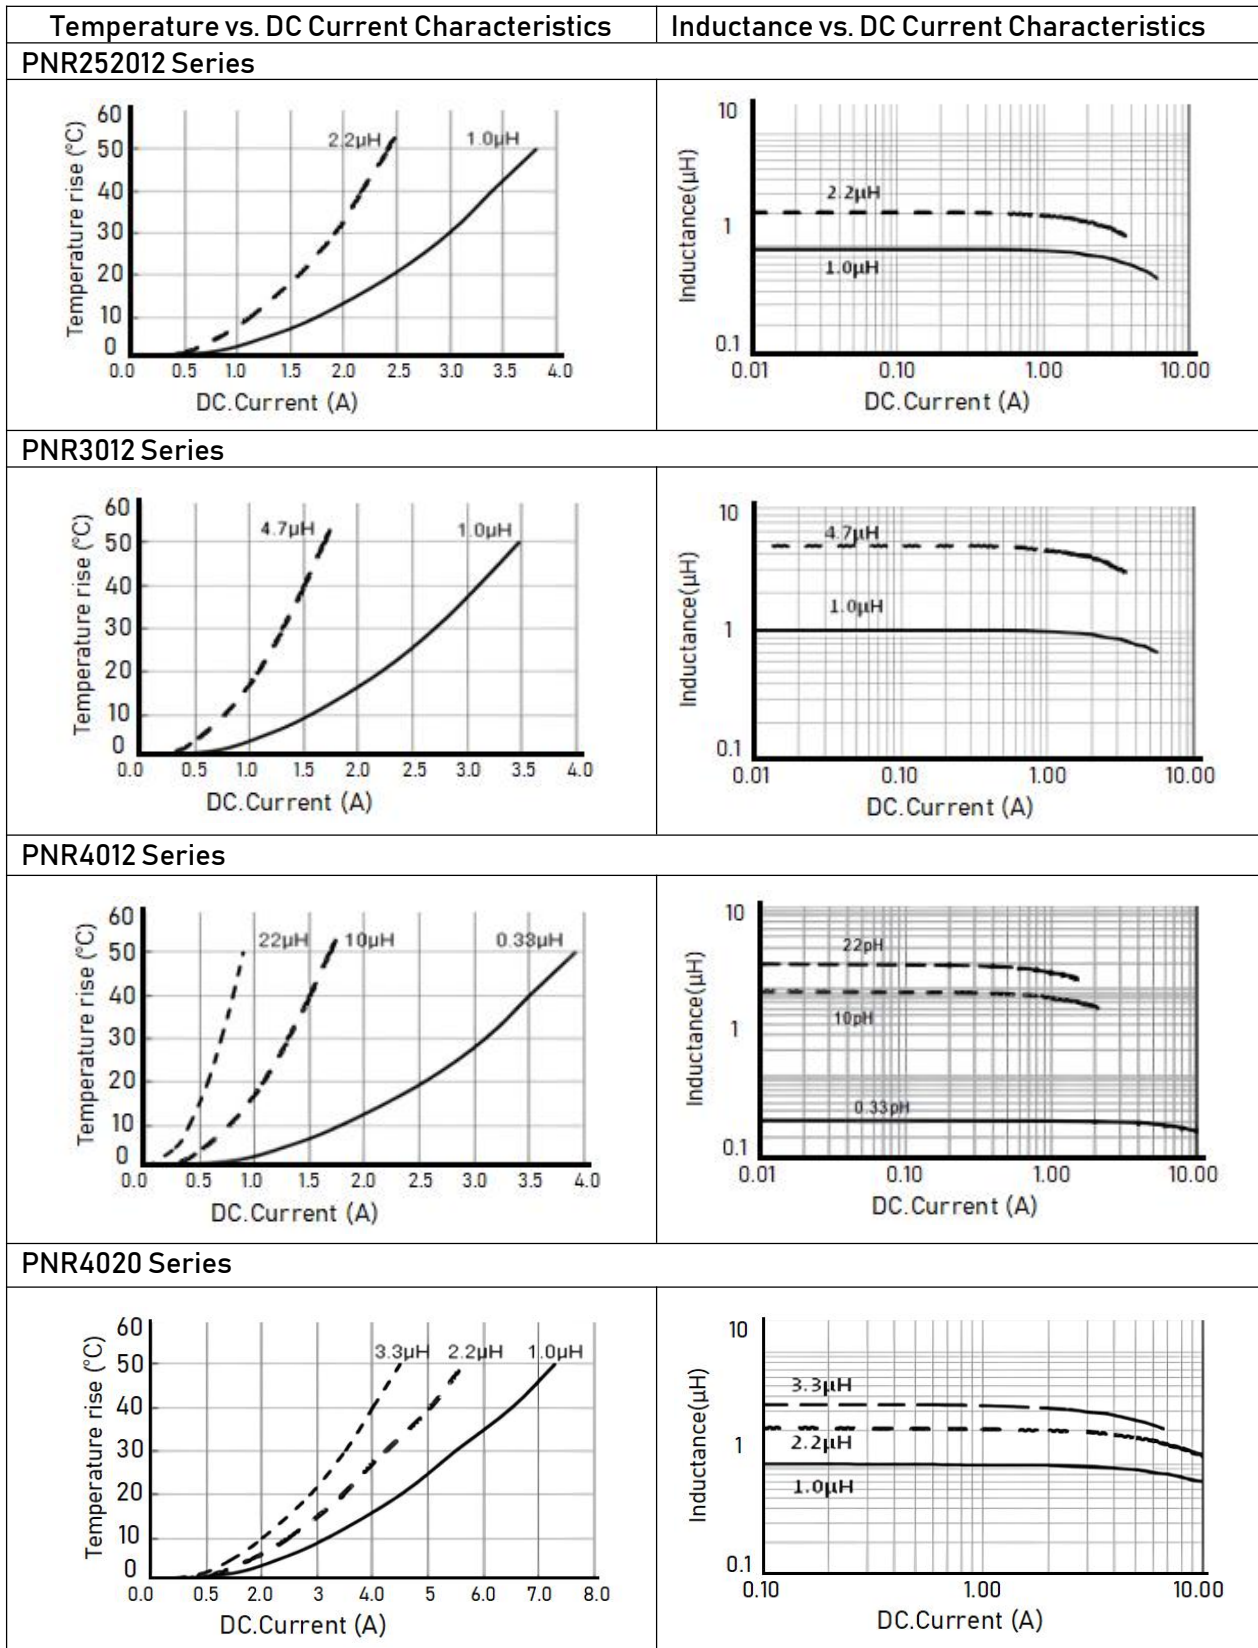 Temperature vs. DC Current Characteristics
Inductance vs. DC Current Characteristics
PNR252012 Series
60
50
40
30
20
10
0
Temperature rise (°C)
2.2µH
1.0µH
0.0 0.5 1.0 1.5 2.0 2.5 3.0 3.5 4.0
DC.Current (A)
10
1
0.1
Inductance(µH)
2.2µH
1.0µH
0.01 0.10 1.00 10.00
DC.Current (A)
PNR3012 Series
60
50
40
30
20
10
0
Temperature rise (°C)
4.7µH
1.0µH
0.0 0.5 1.0 1.5 2.0 2.5 3.0 3.5 4.0
DC.Current (A)
10
1
0.1
Inductance(µH)
4.7µH
1.0µH
0.01 0.10 1.00 10.00
DC.Current (A)
PNR4012 Series
60
50
40
30
20
10
0
Temperature rise (°C)
22µH
10µH
0.33µH
0.0 0.5 1.0 1.5 2.0 2.5 3.0 3.5 4.0
DC.Current (A)
10
1
0.1
Inductance(µH)
22pH
10pH
0.33pH
0.01 0.10 1.00 10.00
DC.Current (A)
PNR4020 Series
60
50
40
30
20
10
0
Temperature rise (°C)
3.3µH
2.2µH
1.0µH
0.0 0.5 2.0 3 4.0 5 6.0 7.0 8.0
DC.Current (A)
10
1
0.1
Inductance(µH)
3.3µH
2.2µH
1.0µH
0.10 1.00 10.00
DC.Current (A)